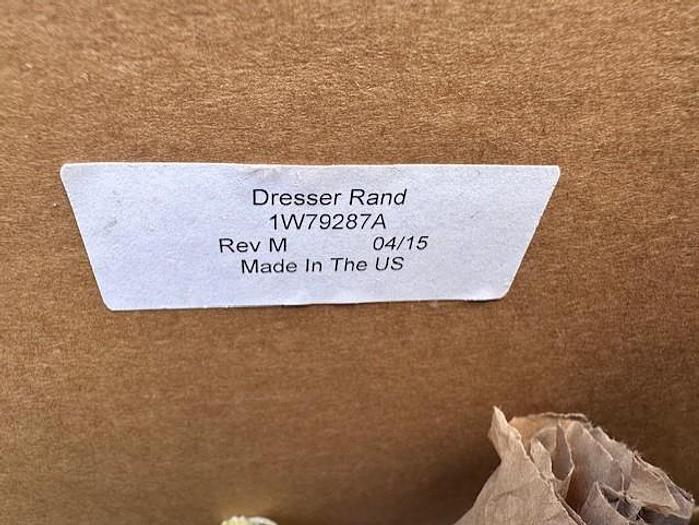 Dresser Rand
1W79287A
Rev M 04/15
Made In The US